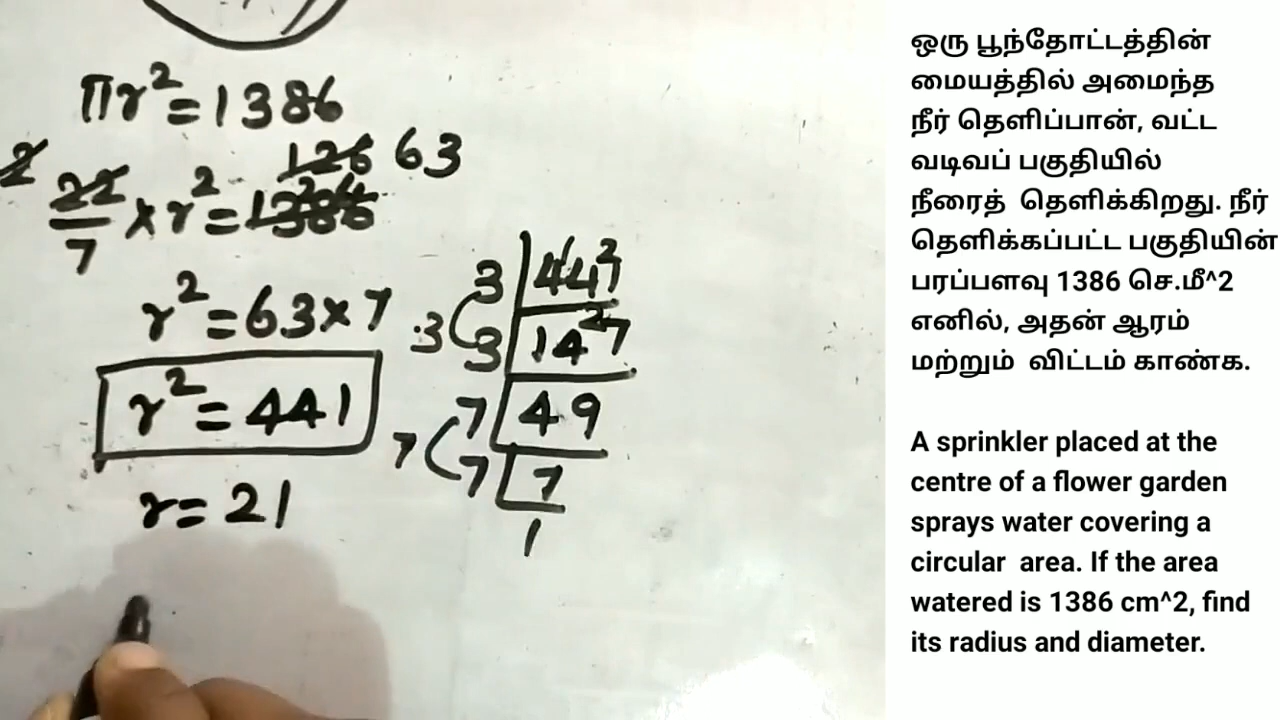 πr²=1386
2 22/7×r²=1386 126 63
r²=63×7
r²=441
r=21
3 | 441
3 3 | 147
7 | 49
7 7 | 7
1
ஒரு பூந்தோட்டத்தின்
மையத்தில் அமைந்த
நீர் தெளிப்பான், வட்ட
வடிவப் பகுதியில்
நீரைத் தெளிக்கிறது. நீர்
தெளிக்கப்பட்ட பகுதியின்
பரப்பளவு 1386 செ.மீ^2
எனில், அதன் ஆரம்
மற்றும் விட்டம் காண்க.
A sprinkler placed at the
centre of a flower garden
sprays water covering a
circular area. If the area
watered is 1386 cm^2, find
its radius and diameter.